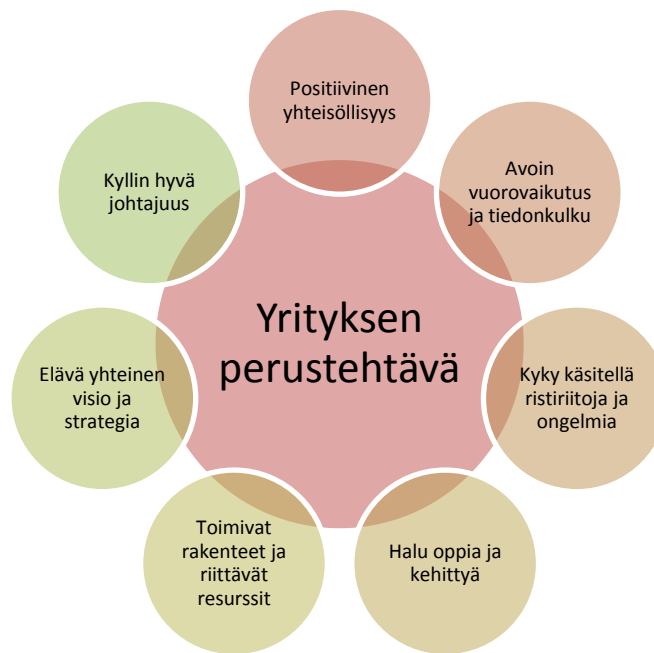 Positiivinen
yhteisöllisyys
Avoin
vuorovaikutus
ja tiedonkulku
Kyky käsitellä
ristiriitoja ja
ongelmia
Halu oppia ja
kehittyä
Toimivat
rakenteet ja
riittävät
resurssit
Elävä yhteinen
visio ja
strategia
Kyllin hyvä
johtajuus
Yrityksen
perustehtävä